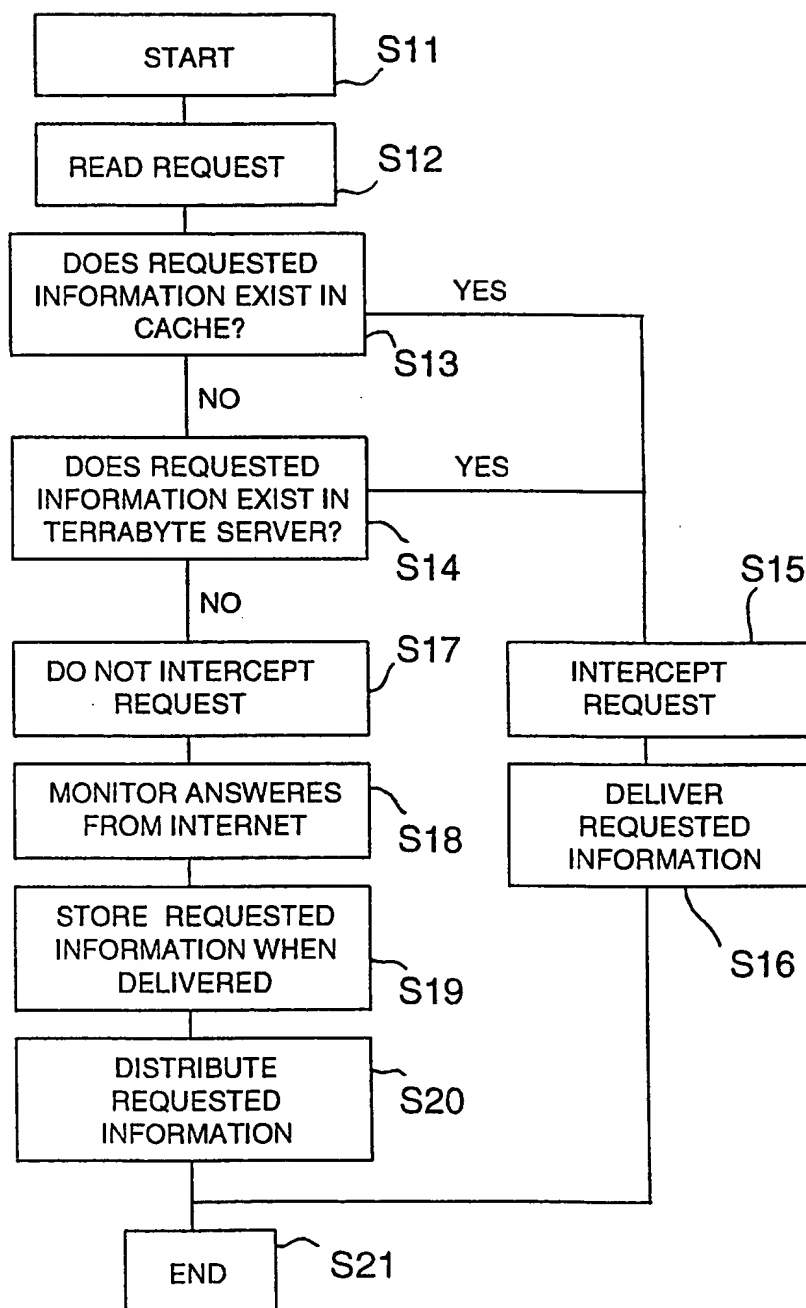 START
S11
READ REQUEST
S12
DOES REQUESTED
INFORMATION EXIST IN
CACHE?
YES
S13
NO
DOES REQUESTED
INFORMATION EXIST IN
TERRABYTE SERVER?
YES
S14
NO
S15
DO NOT INTERCEPT
REQUEST
S17
INTERCEPT
REQUEST
MONITOR ANSWERES
FROM INTERNET
S18
DELIVER
REQUESTED
INFORMATION
S16
STORE REQUESTED
INFORMATION WHEN
DELIVERED
S19
DISTRIBUTE
REQUESTED
INFORMATION
S20
END
S21